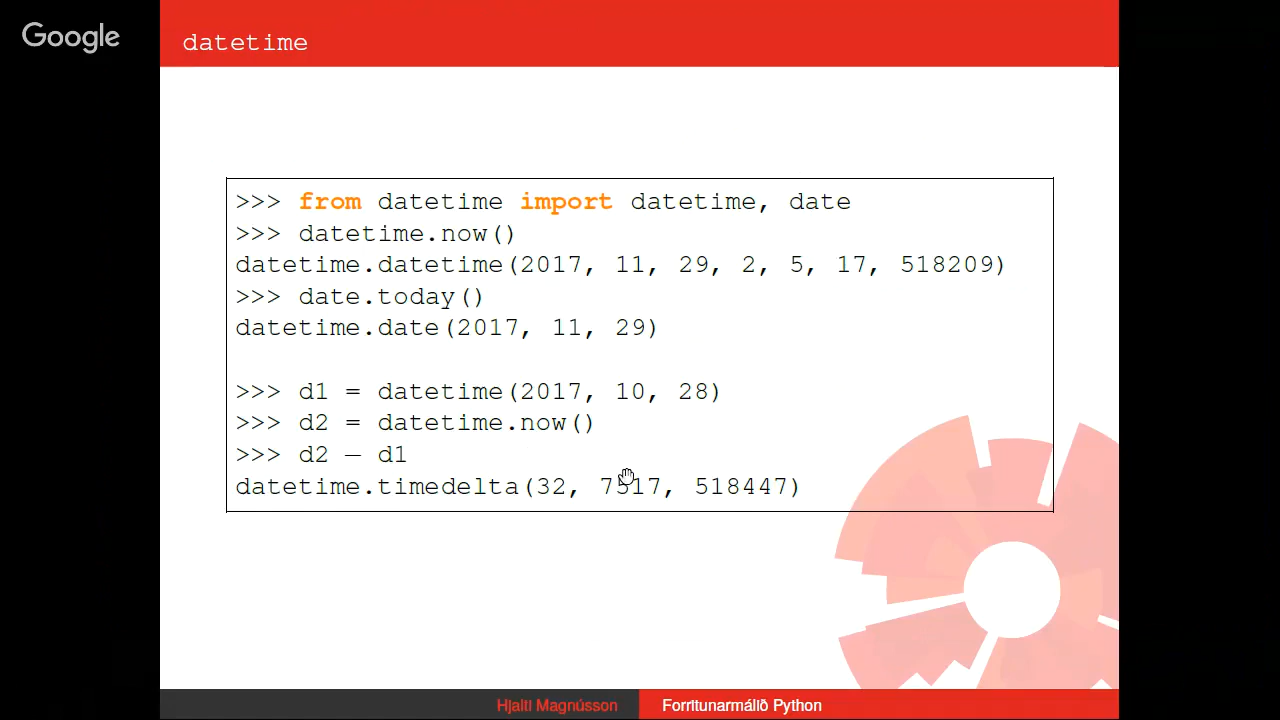 Google
datetime
>>> from datetime import datetime, date
>>> datetime.now()
datetime.datetime(2017, 11, 29, 2, 5, 17, 518209)
>>> date.today()
datetime.date(2017, 11, 29)
>>> d1 = datetime(2017, 10, 28)
>>> d2 = datetime.now()
>>> d2 − d1
datetime.timedelta(32, 7517, 518447)
Hjalti Magnússon
Forritunarmálið Python